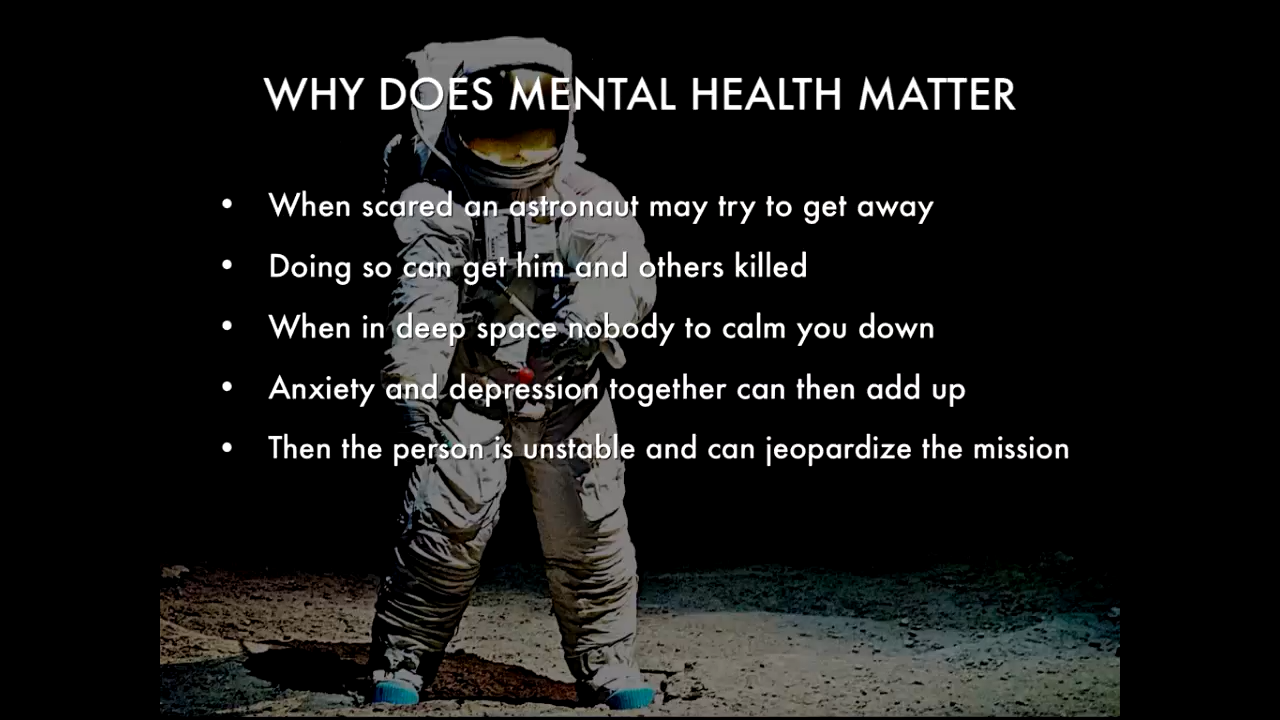 WHY DOES MENTAL HEALTH MATTER
• When scared an astronaut may try to get away
• Doing so can get him and others killed
• When in deep space nobody to calm you down
• Anxiety and depression together can then add up
• Then the person is unstable and can jeopardize the mission